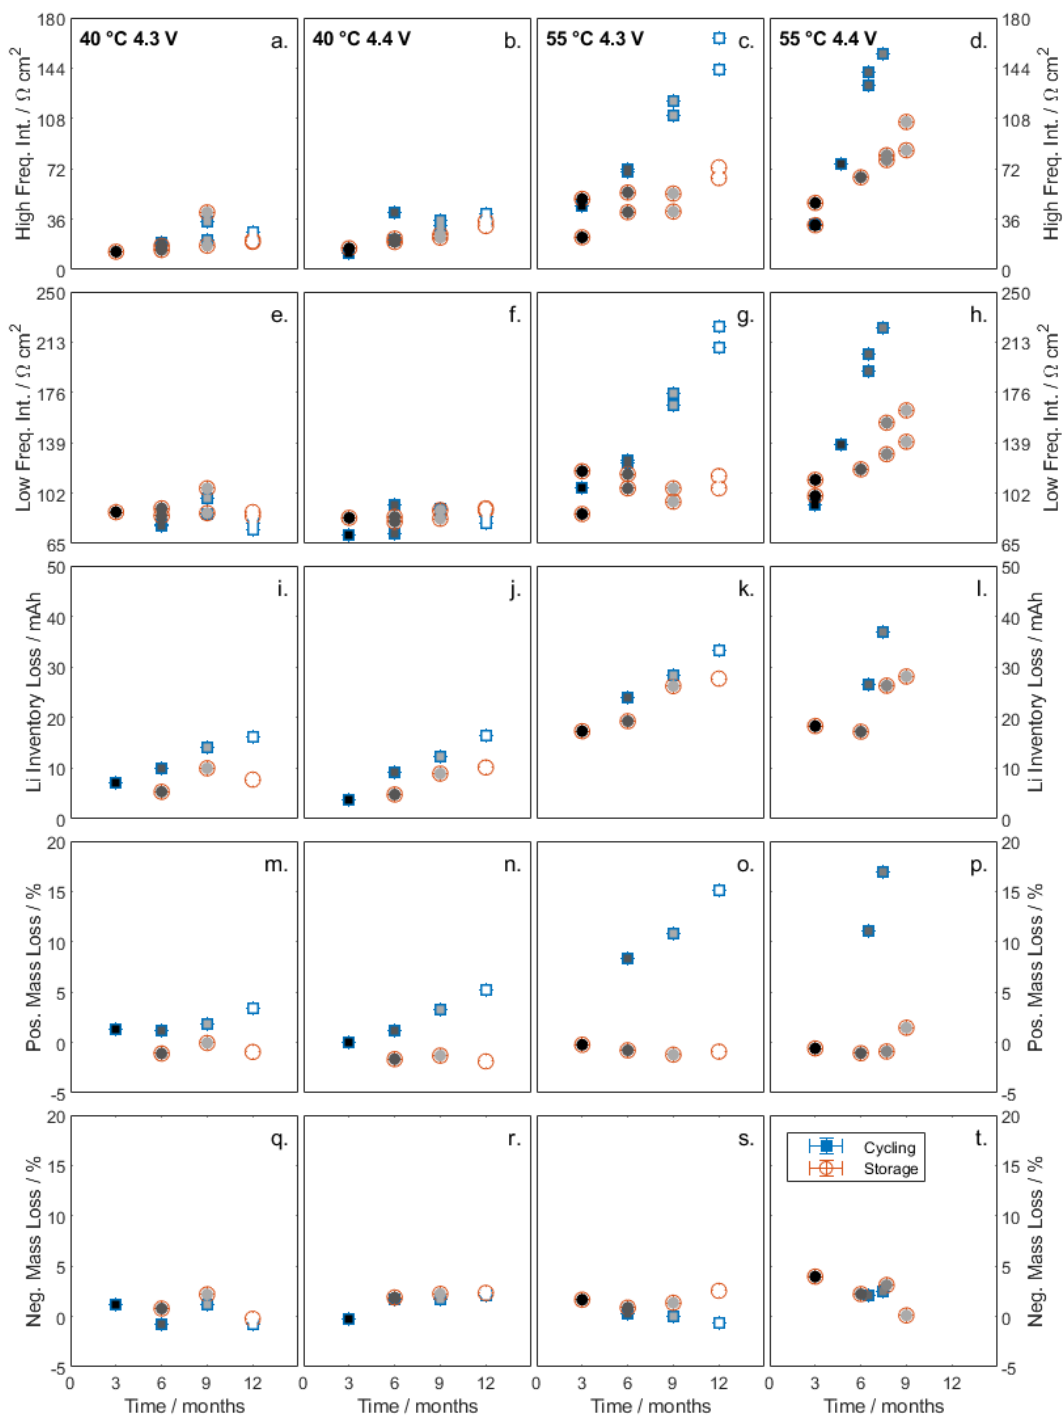 40 °C 4.3 V a. 40 °C 4.4 V b. 55 °C 4.3 V c. 55 °C 4.4 V d.
High Freq. Int. / Ω cm²
180 144 108 72 36 0
180 144 108 72 36 0
High Freq. Int. / Ω cm²
e. f. g. h.
Low Freq. Int. / Ω cm²
250 213 176 139 102 65
250 213 176 139 102 65
Low Freq. Int. / Ω cm²
i. j. k. l.
Li Inventory Loss / mAh
50 40 30 20 10 0
50 40 30 20 10 0
Li Inventory Loss / mAh
m. n. o. p.
Pos. Mass Loss / %
20 15 10 5 0 -5
20 15 10 5 0 -5
Pos. Mass Loss / %
q. r. s. t.
Neg. Mass Loss / %
20 15 10 5 0 -5
20 15 10 5 0 -5
Neg. Mass Loss / %
Cycling
Storage
0 3 6 9 12 0 3 6 9 12 0 3 6 9 12 0 3 6 9 12
Time / months Time / months Time / months Time / months